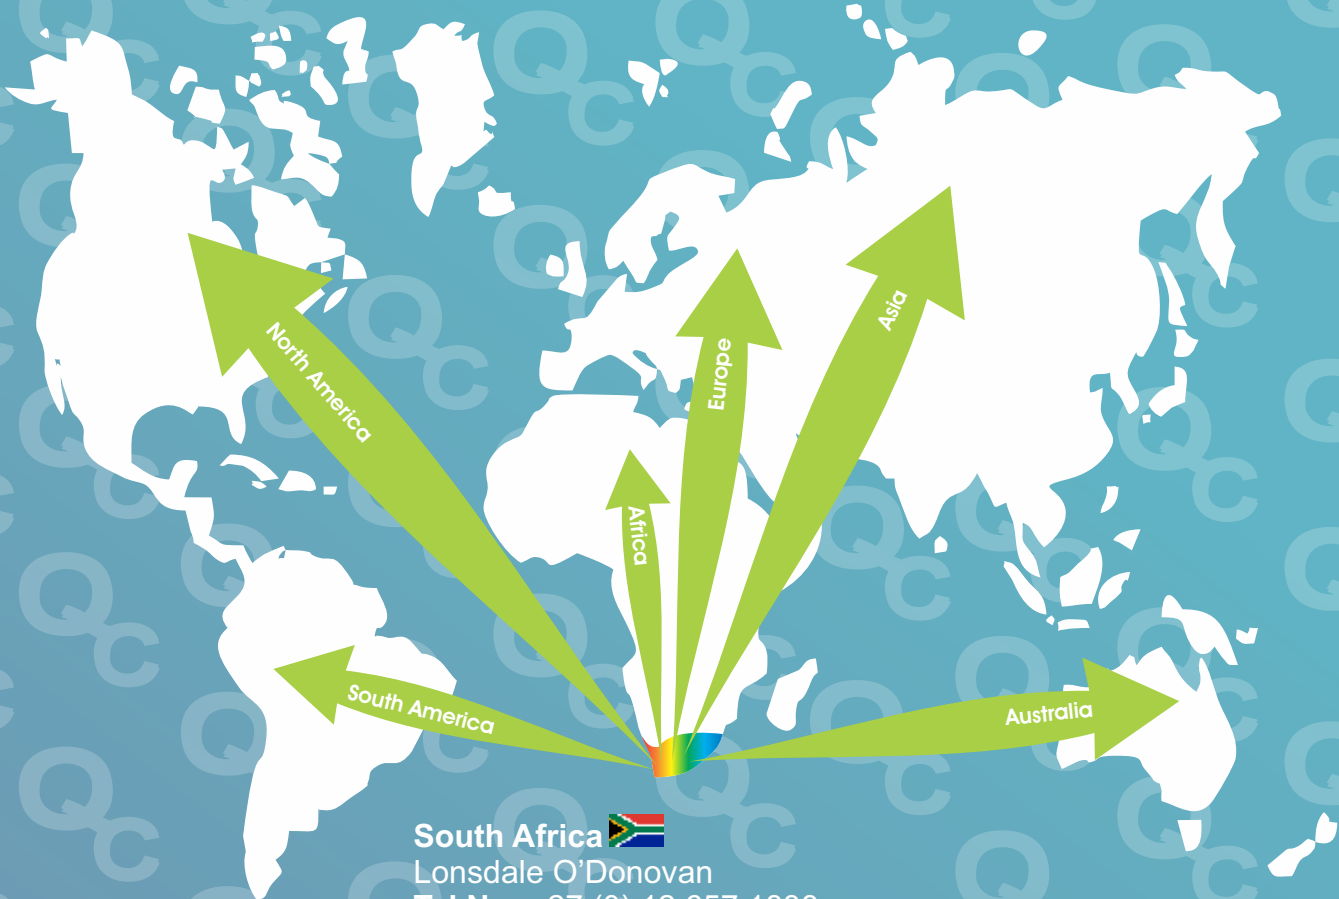 North America
South America
Africa
Europe
Asia
Australia
South Africa
Lonsdale O'Donovan